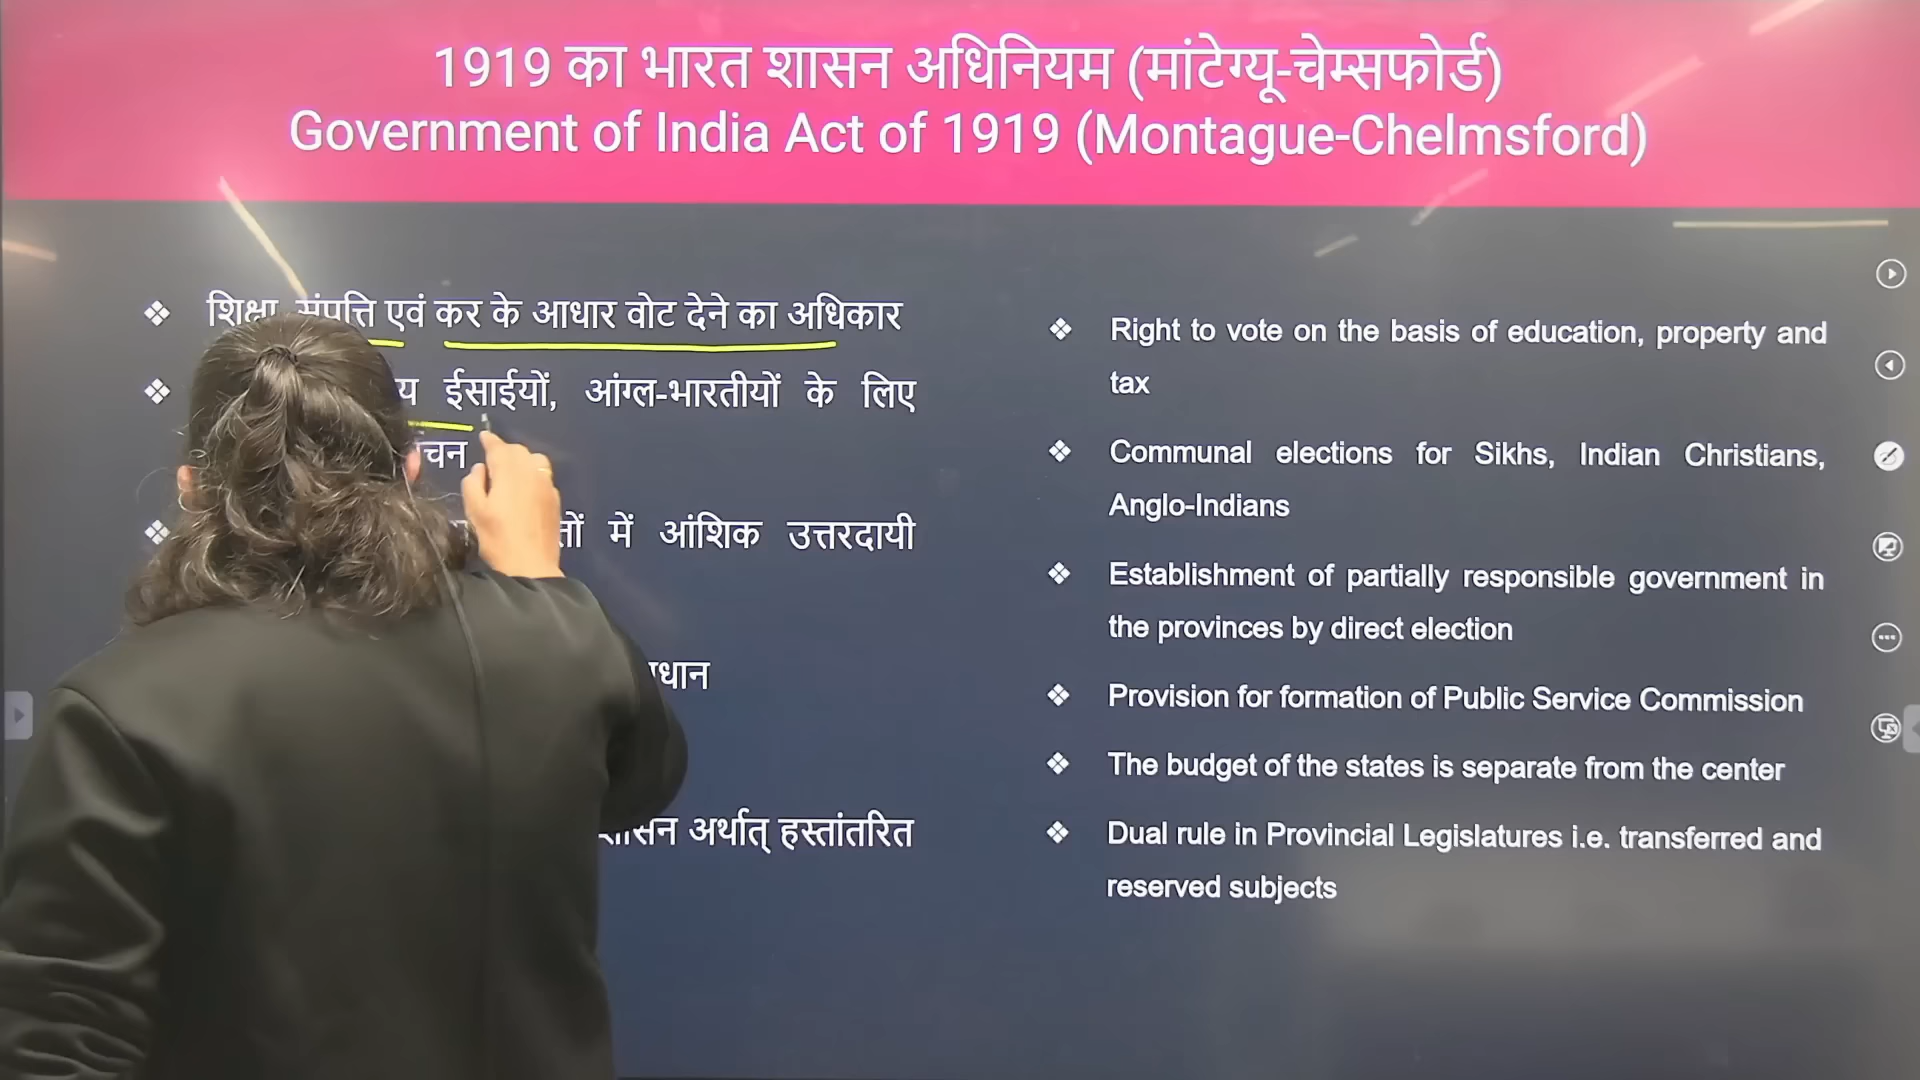 1919 का भारत शासन अधिनियम (मांटेग्यू-चेम्सफोर्ड)
Government of India Act of 1919 (Montague-Chelmsford)
❖ शिक्षा संपत्ति एवं कर के आधार वोट देने का अधिकार
❖ ईसाईयों, आंग्ल-भारतीयों के लिए
❖ में आंशिक उत्तरदायी
अर्थात् हस्तांतरित
❖ Right to vote on the basis of education, property and
tax
❖ Communal elections for Sikhs, Indian Christians,
Anglo-Indians
❖ Establishment of partially responsible government in
the provinces by direct election
❖ Provision for formation of Public Service Commission
❖ The budget of the states is separate from the center
❖ Dual rule in Provincial Legislatures i.e. transferred and
reserved subjects